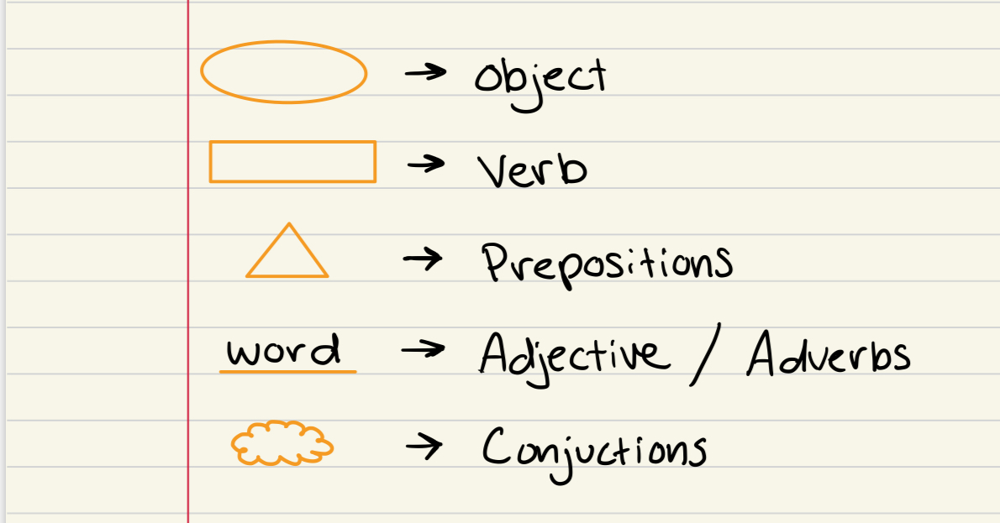 → Object
→ Verb
→ Prepositions
word → Adjective / Adverbs
→ Conjuctions